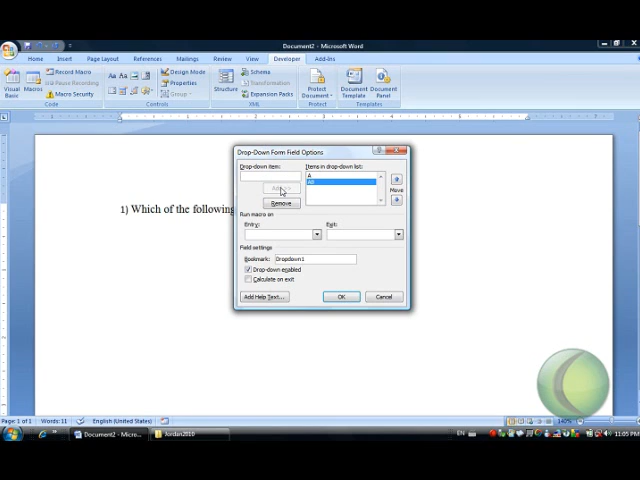 Document2 - Microsoft Word
Home Insert Page Layout References Mailings Review View Developer Add-Ins
Visual Basic
Macros
Record Macro
Pause Recording
Macro Security
Code
Aa Aa
Design Mode
Properties
Group
Controls
Structure
Schema
Transformation
Expansion Packs
XML
Protect Document
Protect
Document Template
Document Panel
Templates
1) Which of the following
Drop-Down Form Field Options
Drop-down item:
Items in drop-down list:
A
Add >>
Remove
Move
Run macro on
Entry:
Exit:
Field settings
Bookmark: Dropdown1
Drop-down enabled
Calculate on exit
Add Help Text...
OK
Cancel
Page: 1 of 1 Words: 11 English (United States)
140%
Document2 - Micro...
Jordan2010
EN
11:05 PM